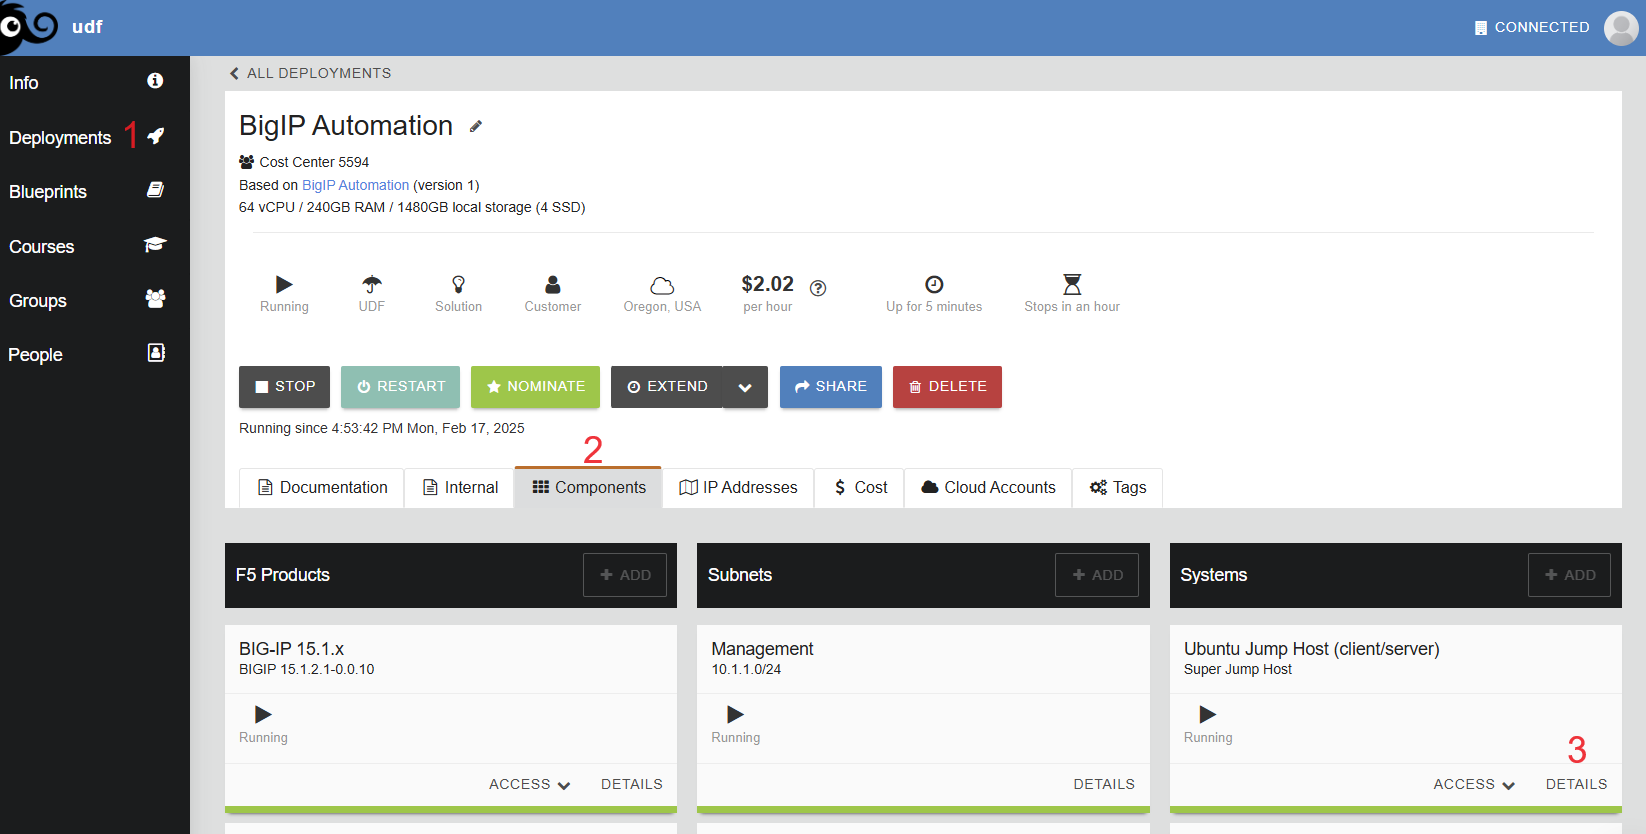 udf
CONNECTED
Info
Deployments 1
Blueprints
Courses
Groups
People
ALL DEPLOYMENTS
BigIP Automation
Cost Center 5594
Based on BigIP Automation (version 1)
64 vCPU / 240GB RAM / 1480GB local storage (4 SSD)
Running
UDF
Solution
Customer
Oregon, USA
$2.02
per hour
Up for 5 minutes
Stops in an hour
STOP RESTART NOMINATE EXTEND SHARE DELETE
Running since 4:53:42 PM Mon, Feb 17, 2025
2
Documentation Internal Components IP Addresses Cost Cloud Accounts Tags
F5 Products ADD
BIG-IP 15.1.x
BIGIP 15.1.2.1-0.0.10
Running
ACCESS DETAILS
Subnets ADD
Management
10.1.1.0/24
Running
DETAILS
Systems ADD
Ubuntu Jump Host (client/server)
Super Jump Host
Running
3
ACCESS DETAILS